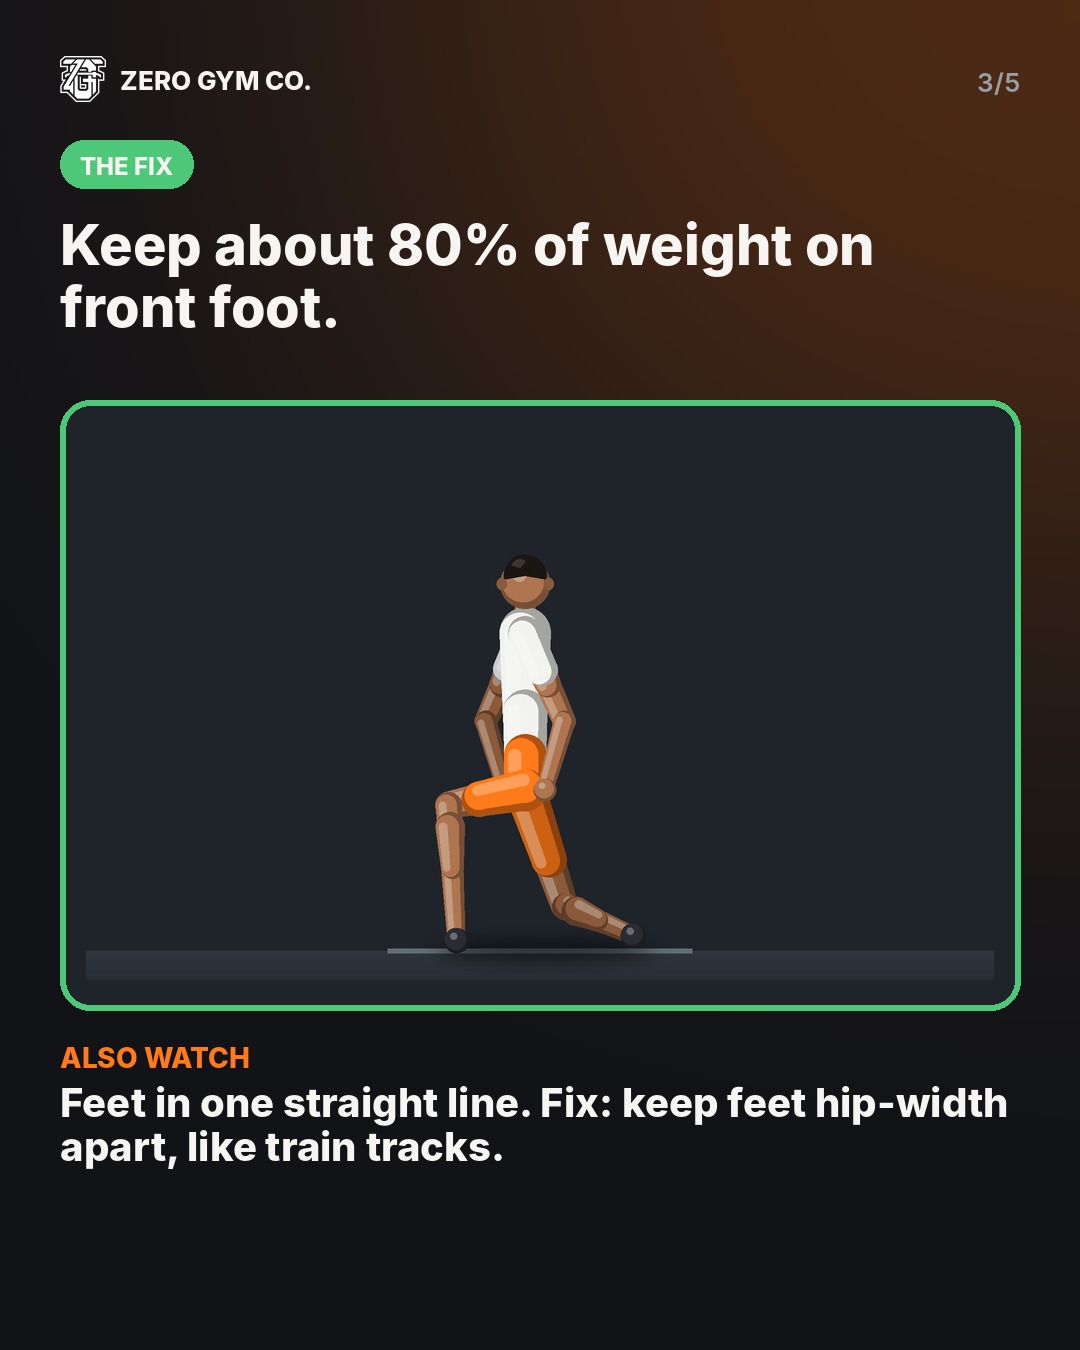 ZERO GYM CO.
3/5
THE FIX
Keep about 80% of weight on
front foot.
ALSO WATCH
Feet in one straight line. Fix: keep feet hip-width
apart, like train tracks.